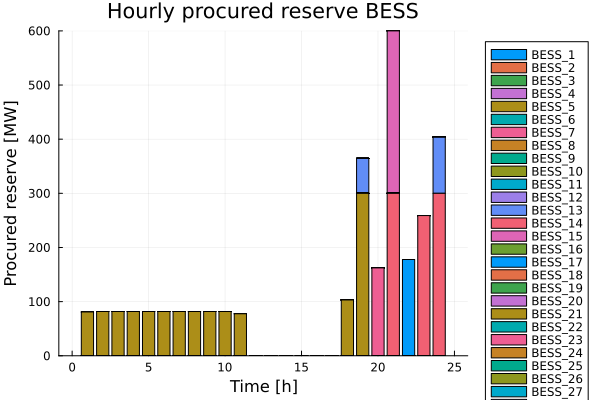 Hourly procured reserve BESS
Procured reserve [MW]
600
500
400
300
200
100
0
0 5 10 15 20 25
Time [h]
BESS_1
BESS_2
BESS_3
BESS_4
BESS_5
BESS_6
BESS_7
BESS_8
BESS_9
BESS_10
BESS_11
BESS_12
BESS_13
BESS_14
BESS_15
BESS_16
BESS_17
BESS_18
BESS_19
BESS_20
BESS_21
BESS_22
BESS_23
BESS_24
BESS_25
BESS_26
BESS_27